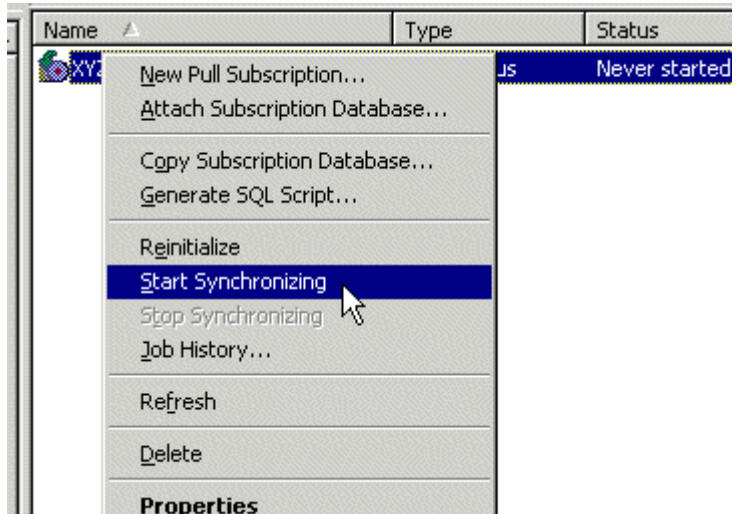 Name Type Status
XYZ us Never started
New Pull Subscription...
Attach Subscription Database...
Copy Subscription Database...
Generate SQL Script...
Reinitialize
Start Synchronizing
Stop Synchronizing
Job History...
Refresh
Delete
Properties